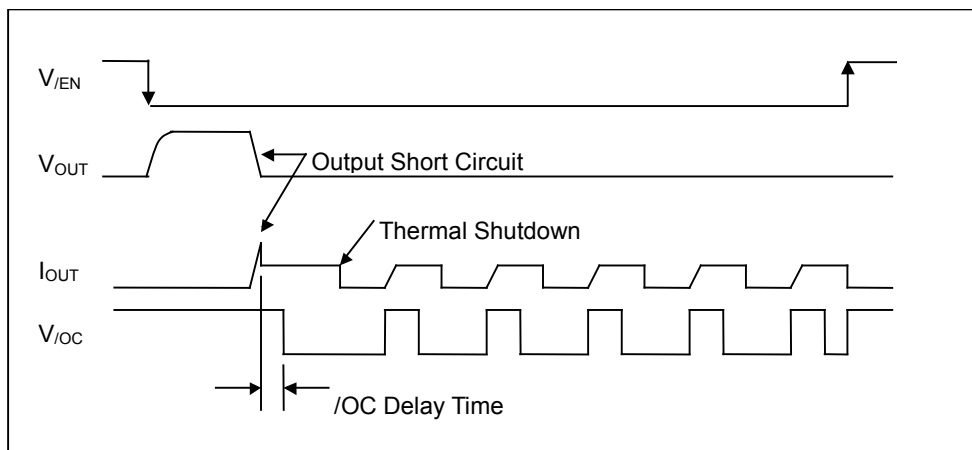 V/EN
VOUT
Output Short Circuit
Thermal Shutdown
IOUT
V/OC
/OC Delay Time